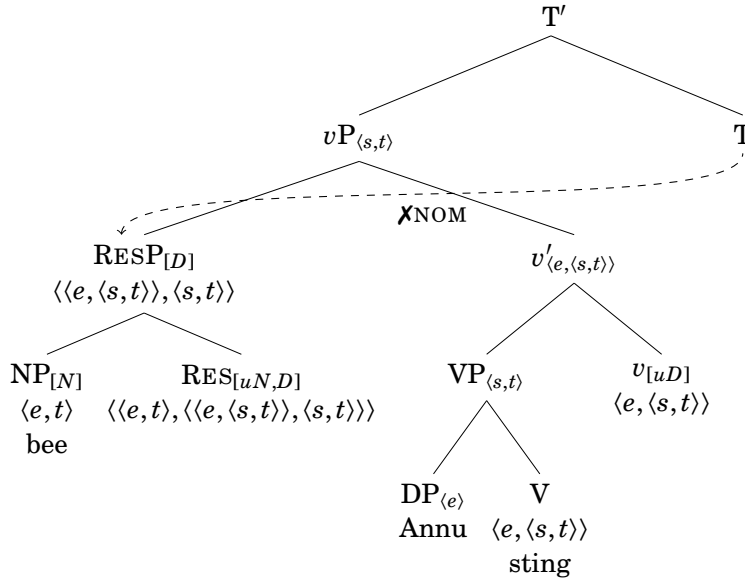 T′
vP⟨s,t⟩ T
✗NOM
RESP[D] v′⟨e,⟨s,t⟩⟩
⟨⟨e,⟨s,t⟩⟩,⟨s,t⟩⟩
NP[N] RES[uN,D] VP⟨s,t⟩ v[uD]
⟨e,t⟩ ⟨⟨e,t⟩,⟨⟨e,⟨s,t⟩⟩,⟨s,t⟩⟩⟩ ⟨e,⟨s,t⟩⟩
bee
DP⟨e⟩ V
Annu ⟨e,⟨s,t⟩⟩
sting